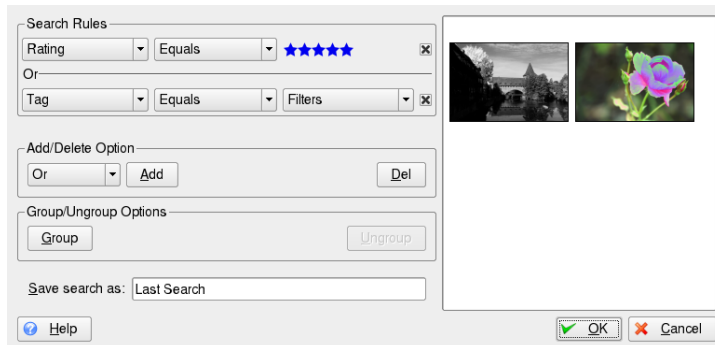 Search Rules
Rating Equals
Or
Tag Equals Filters
Add/Delete Option
Or Add Del
Group/Ungroup Options
Group Ungroup
Save search as: Last Search
Help OK Cancel